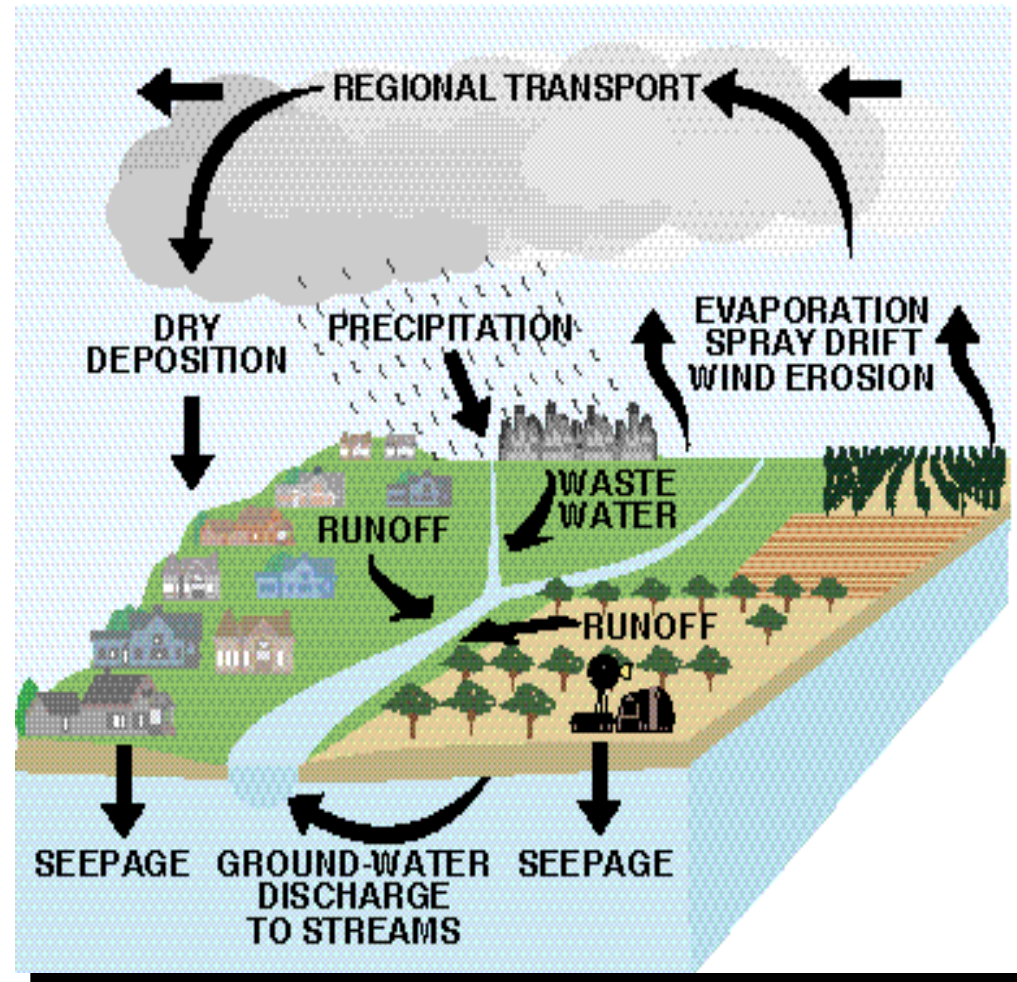 REGIONAL TRANSPORT
DRY
DEPOSITION
PRECIPITATION
EVAPORATION
SPRAY DRIFT
WIND EROSION
WASTE
WATER
RUNOFF
RUNOFF
SEEPAGE
GROUND-WATER
DISCHARGE
TO STREAMS
SEEPAGE